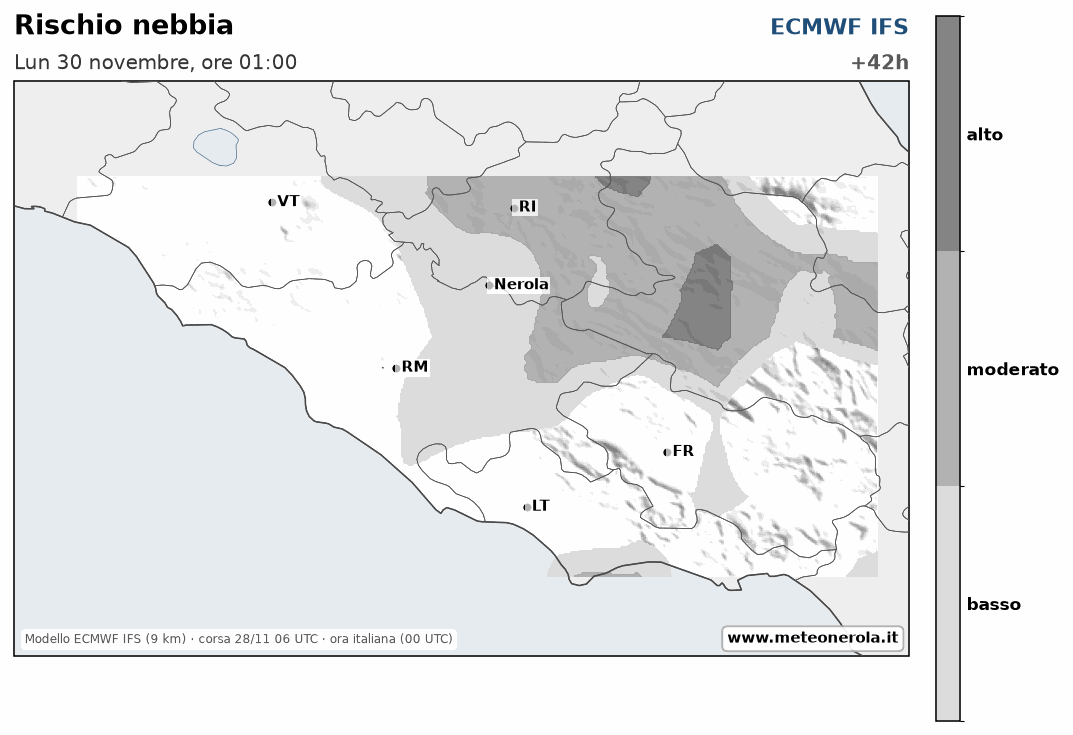 Rischio nebbia
ECMWF IFS
Lun 30 novembre, ore 01:00
+42h
alto
moderato
basso
VT
RI
Nerola
RM
FR
LT
Modello ECMWF IFS (9 km) · corsa 28/11 06 UTC · ora italiana (00 UTC)
www.meteonerola.it